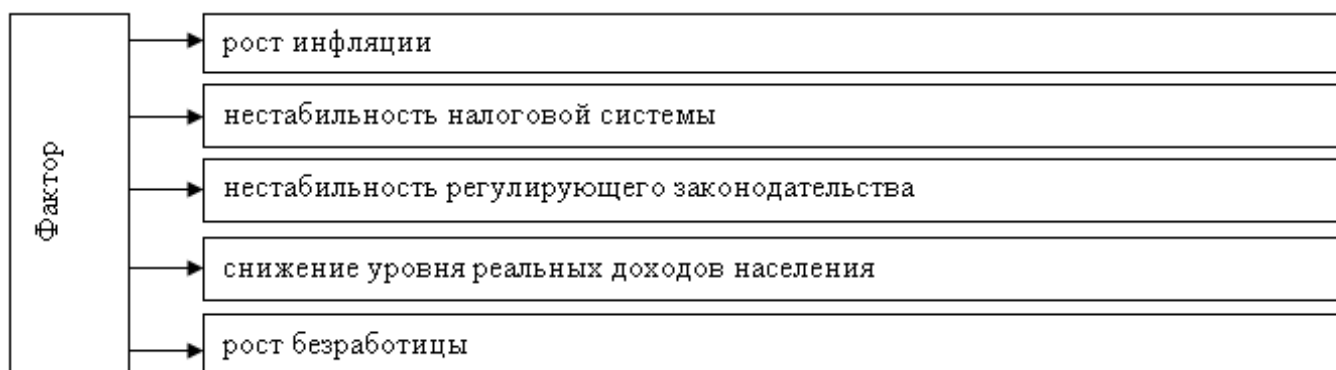 Фактор
рост инфляции
нестабильность налоговой системы
нестабильность регулирующего законодательства
снижение уровня реальных доходов населения
рост безработицы